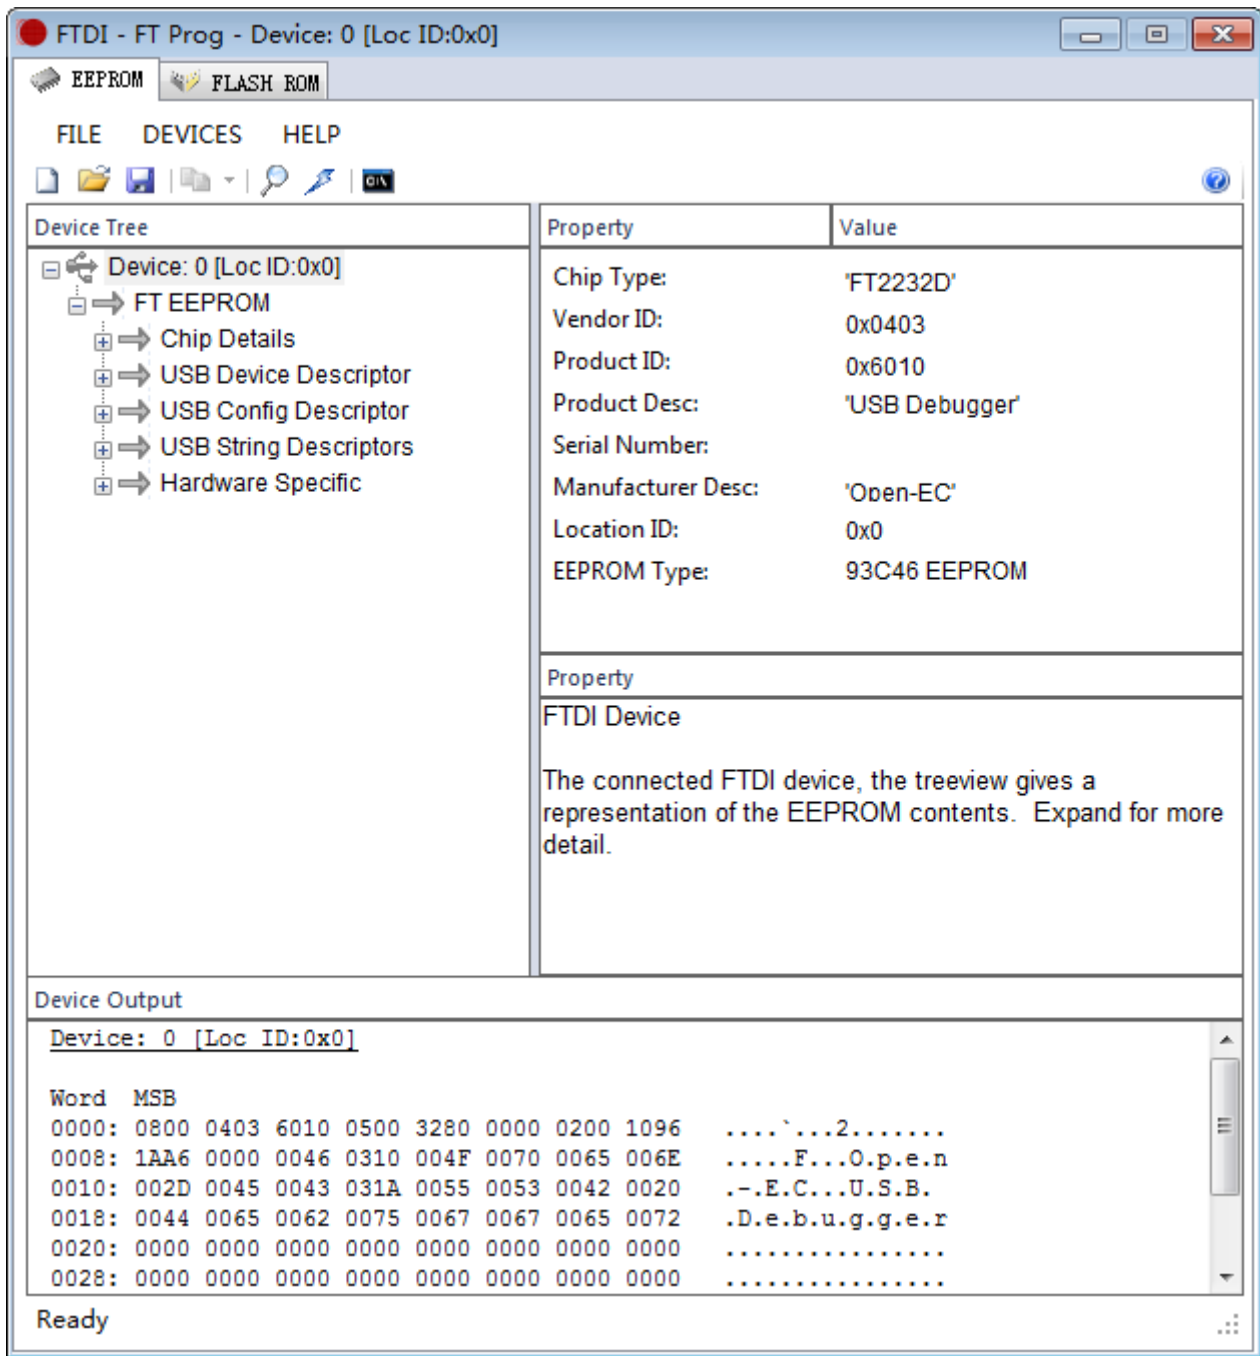 FTDI - FT Prog - Device: 0 [Loc ID:0x0]
EEPROM FLASH ROM
FILE DEVICES HELP
Device Tree
Device: 0 [Loc ID:0x0]
FT EEPROM
Chip Details
USB Device Descriptor
USB Config Descriptor
USB String Descriptors
Hardware Specific
Property Value
Chip Type: 'FT2232D'
Vendor ID: 0x0403
Product ID: 0x6010
Product Desc: 'USB Debugger'
Serial Number:
Manufacturer Desc: 'Open-EC'
Location ID: 0x0
EEPROM Type: 93C46 EEPROM
Property
FTDI Device
The connected FTDI device, the treeview gives a
representation of the EEPROM contents.  Expand for more
detail.
Device Output
Device: 0 [Loc ID:0x0]
Word MSB
0000: 0800 0403 6010 0500 3280 0000 0200 1096 ....`...2.......
0008: 1AA6 0000 0046 0310 004F 0070 0065 006E .....F...O.p.e.n
0010: 002D 0045 0043 031A 0055 0053 0042 0020 .-.E.C...U.S.B.
0018: 0044 0065 0062 0075 0067 0067 0065 0072 .D.e.b.u.g.g.e.r
0020: 0000 0000 0000 0000 0000 0000 0000 0000 ................
0028: 0000 0000 0000 0000 0000 0000 0000 0000 ................
Ready